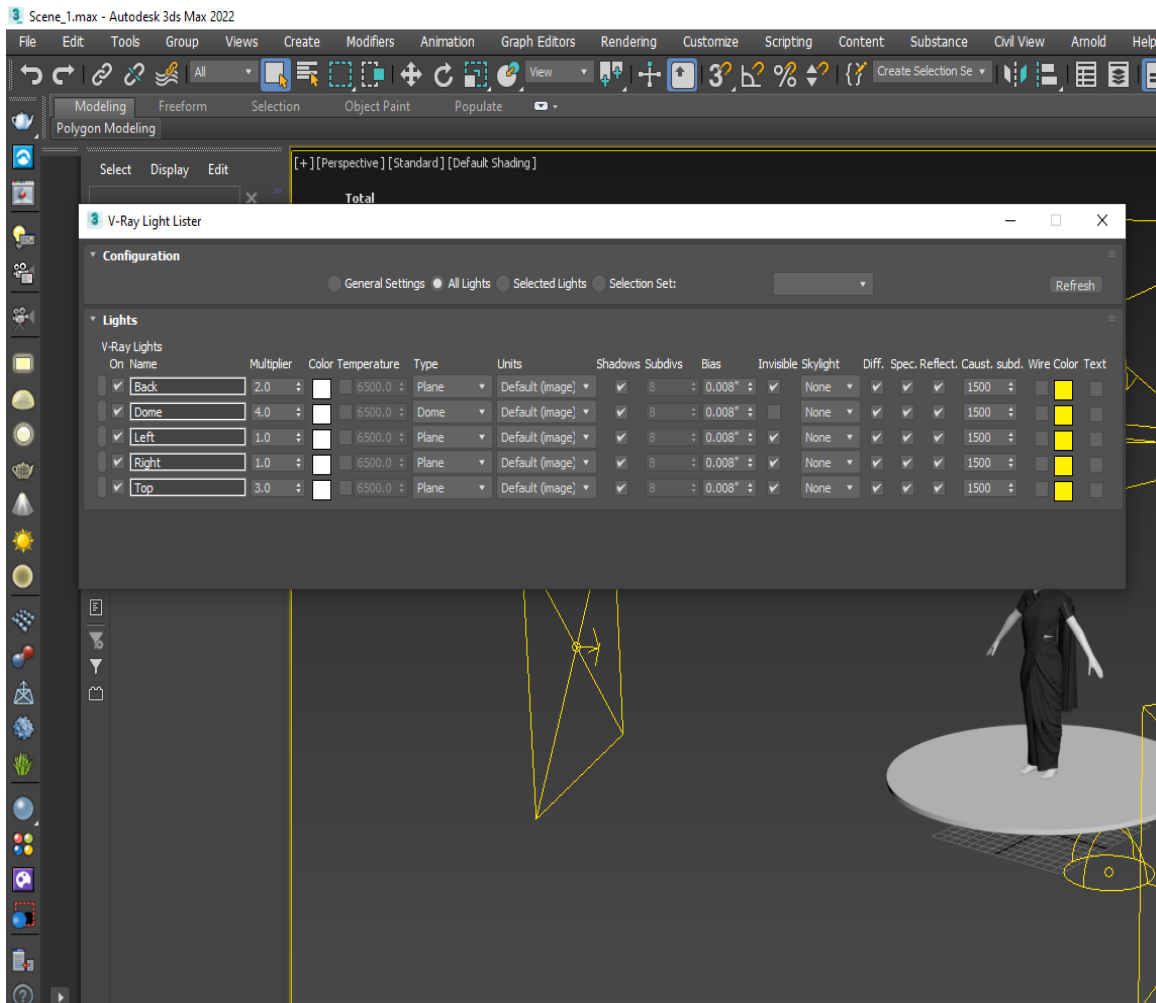 3 Scene_1.max - Autodesk 3ds Max 2022
File Edit Tools Group Views Create Modifiers Animation Graph Editors Rendering Customize Scripting Content Substance Civil View Arnold Help
All View Create Selection Se
Modeling Freeform Selection Object Paint Populate
Polygon Modeling
Select Display Edit
[+] [Perspective] [Standard] [Default Shading]
Total
3 V-Ray Light Lister
Configuration
General Settings All Lights Selected Lights Selection Set: Refresh
Lights
V-Ray Lights
On Name Multiplier Color Temperature Type Units Shadows Subdivs Bias Invisible Skylight Diff. Spec. Reflect. Caust. subd. Wire Color Text
Back 2.0 6500.0 Plane Default (image) 8 0.008" None 1500
Dome 4.0 6500.0 Dome Default (image) 8 0.008" None 1500
Left 1.0 6500.0 Plane Default (image) 8 0.008" None 1500
Right 1.0 6500.0 Plane Default (image) 8 0.008" None 1500
Top 3.0 6500.0 Plane Default (image) 8 0.008" None 1500